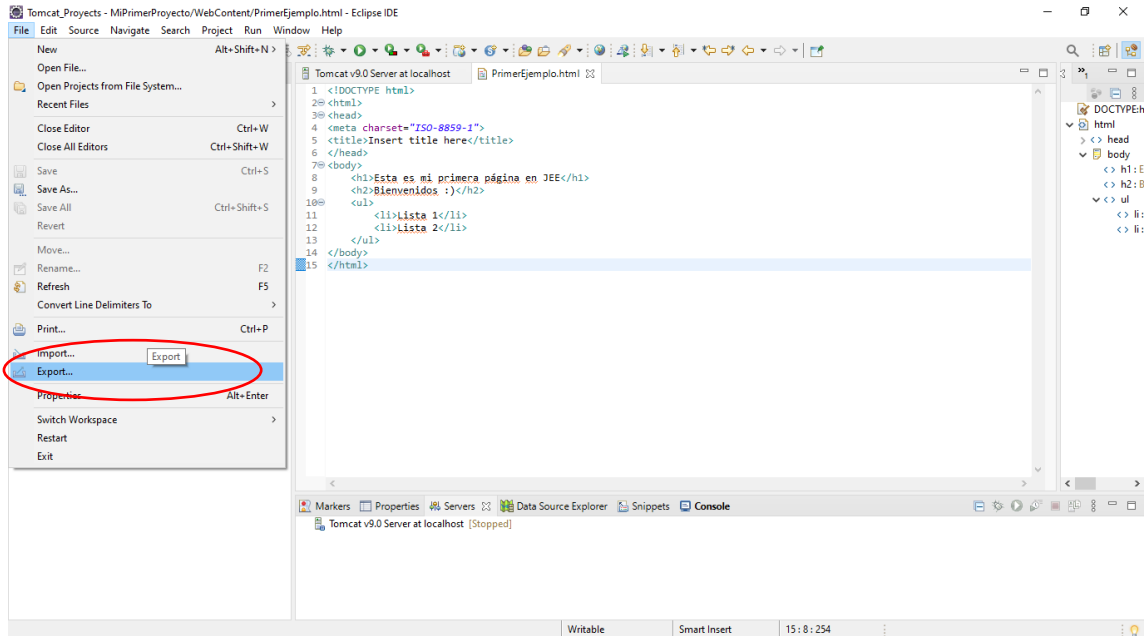 Tomcat_Proyects - MiPrimerProyecto/WebContent/PrimerEjemplo.html - Eclipse IDE
File Edit Source Navigate Search Project Run Window Help
New Alt+Shift+N >
Open File...
Open Projects from File System...
Recent Files >
Close Editor Ctrl+W
Close All Editors Ctrl+Shift+W
Save Ctrl+S
Save As...
Save All Ctrl+Shift+S
Revert
Move...
Rename... F2
Refresh F5
Convert Line Delimiters To >
Print... Ctrl+P
Import...
Export
Export...
Properties Alt+Enter
Switch Workspace >
Restart
Exit
Tomcat v9.0 Server at localhost PrimerEjemplo.html
1 <!DOCTYPE html>
2 <html>
3 <head>
4 <meta charset="ISO-8859-1">
5 <title>Insert title here</title>
6 </head>
7 <body>
8 <h1>Esta es mi primera página en JEE</h1>
9 <h2>Bienvenidos :)</h2>
10 <ul>
11 <li>Lista 1</li>
12 <li>Lista 2</li>
13 </ul>
14 </body>
15 </html>
DOCTYPE:h
html
<> head
body
<> h1: E
<> h2: B
<> ul
<> li:
<> li:
Markers Properties Servers Data Source Explorer Snippets Console
Tomcat v9.0 Server at localhost [Stopped]
Writable Smart Insert 15 : 8 : 254